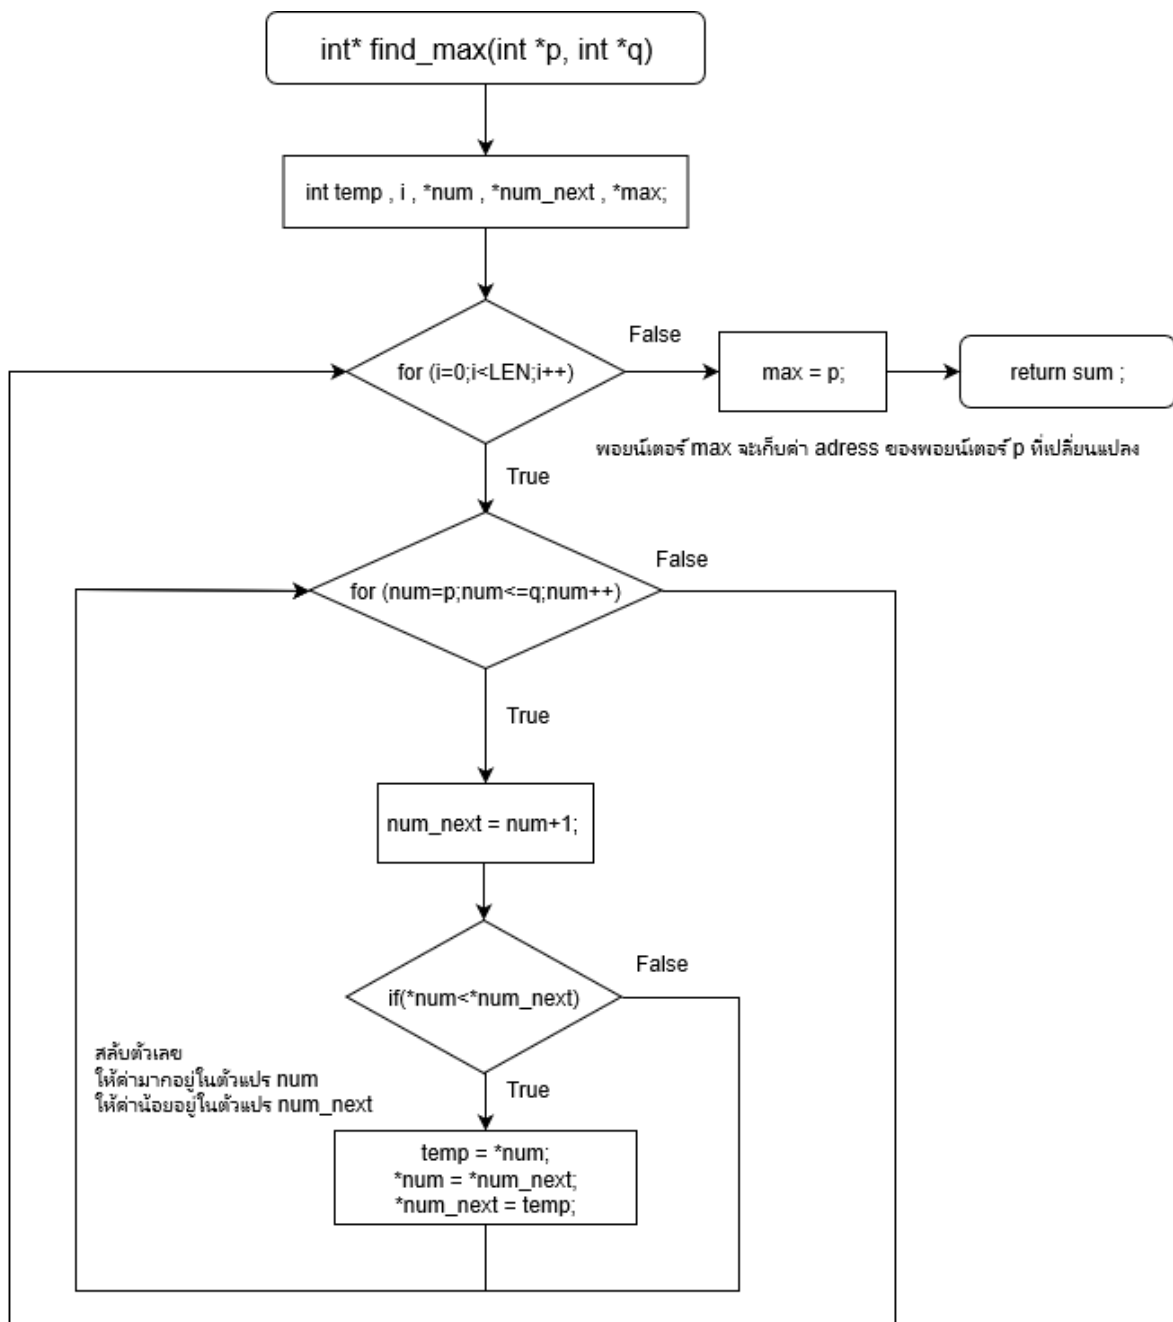 int* find_max(int *p, int *q)
int temp , i , *num , *num_next , *max;
for (i=0;i<LEN;i++)
False
max = p;
return sum ;
พอยน์เตอร์ max จะเก็บค่า adress ของพอยน์เตอร์ p ที่เปลี่ยนแปลง
True
for (num=p;num<=q;num++)
False
True
num_next = num+1;
if(*num<*num_next)
False
สลับตัวเลข
ให้ค่ามากอยู่ในตัวแปร num
ให้ค่าน้อยอยู่ในตัวแปร num_next
True
temp = *num;
*num = *num_next;
*num_next = temp;